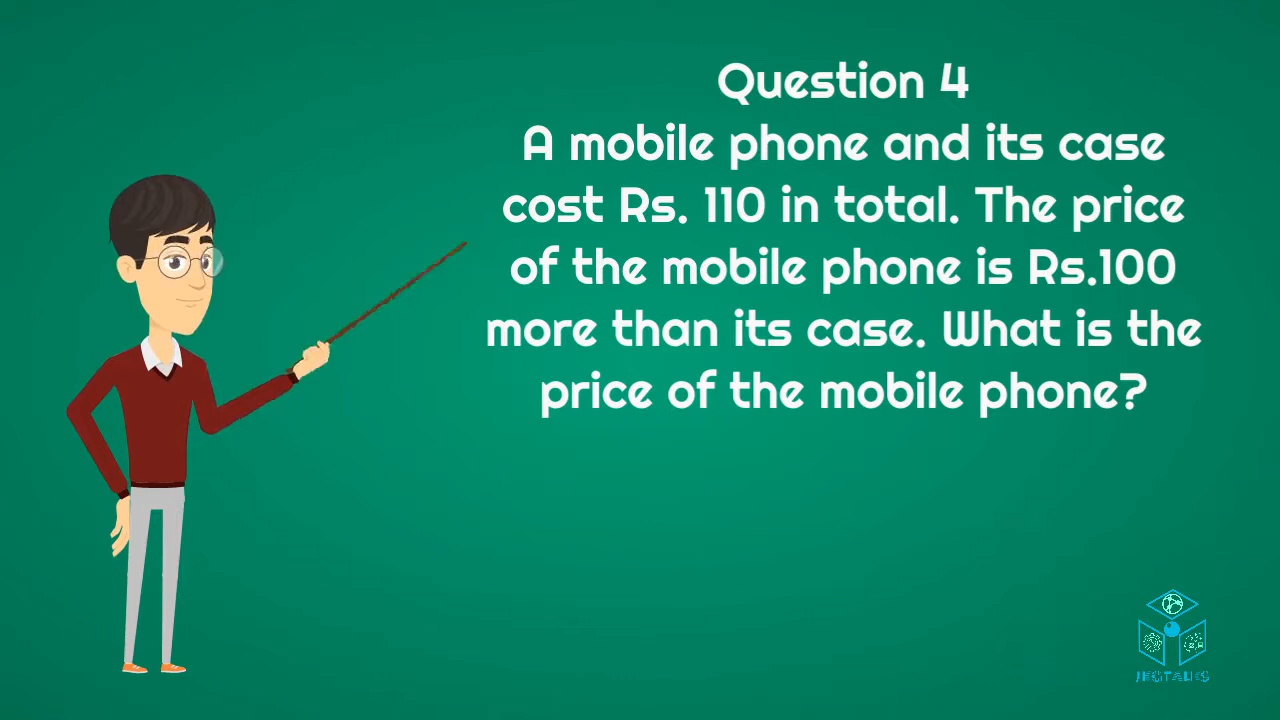 Question 4
A mobile phone and its case
cost Rs. 110 in total. The price
of the mobile phone is Rs.100
more than its case. What is the
price of the mobile phone?